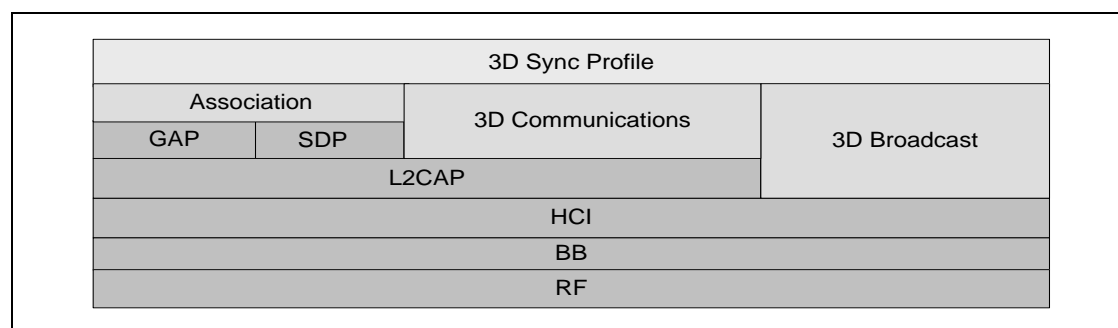 3D Sync Profile
Association
3D Communications
3D Broadcast
GAP
SDP
L2CAP
HCI
BB
RF